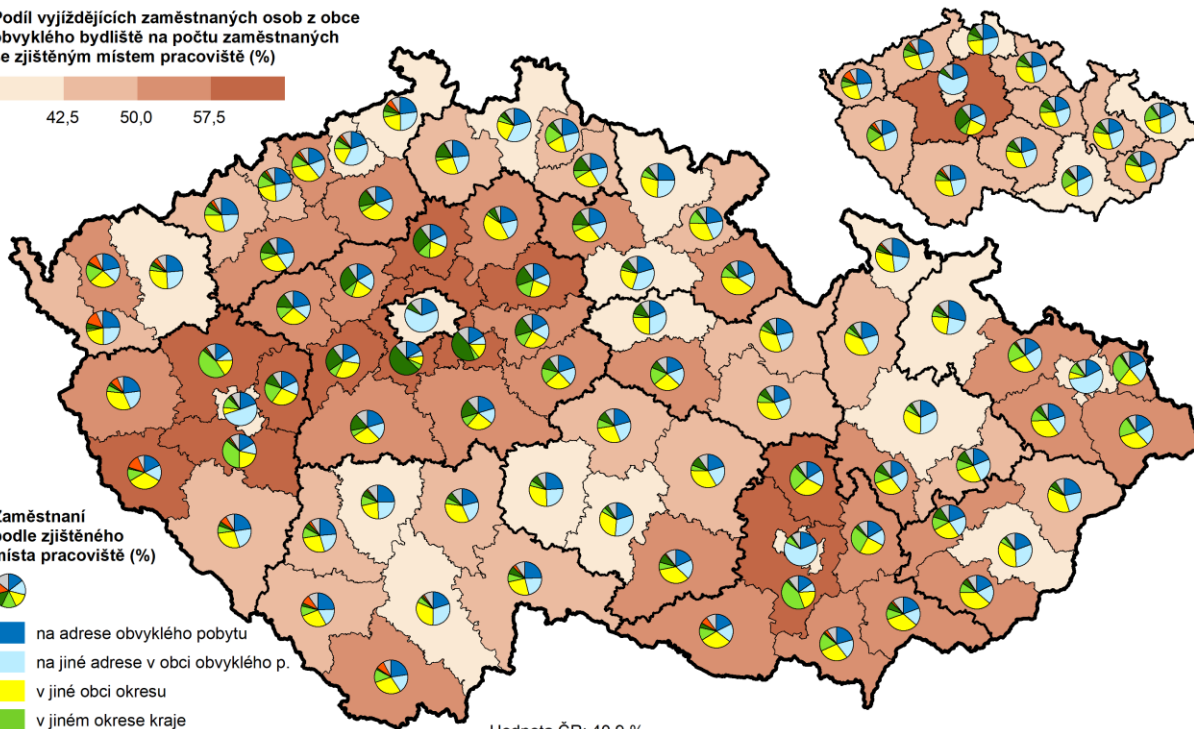 Podíl vyjíždějících zaměstnaných osob z obce
obvyklého bydliště na počtu zaměstnaných
se zjištěným místem pracoviště (%)
42,5 50,0 57,5
Zaměstnaní
podle zjištěného
místa pracoviště (%)
na adrese obvyklého pobytu
na jiné adrese v obci obvyklého p.
v jiné obci okresu
v jiném okrese kraje